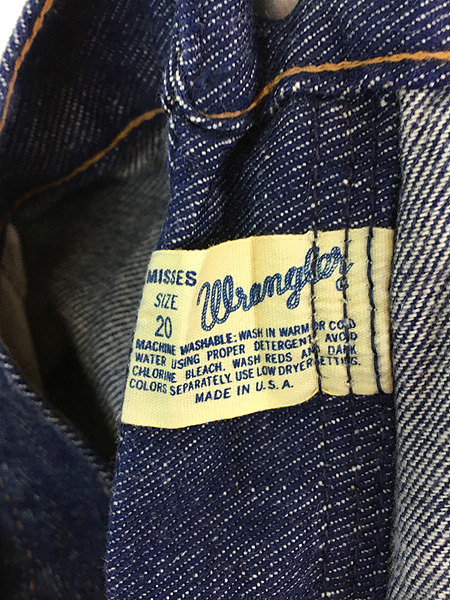 MISSES
SIZE
20
Wrangler
MACHINE WASHABLE: WASH IN WARM OR COLD
WATER USING PROPER DETERGENT. AVOID
CHLORINE BLEACH. WASH REDS AND DARK
COLORS SEPARATELY. USE LOW DRYER SETTING.
MADE IN U.S.A.